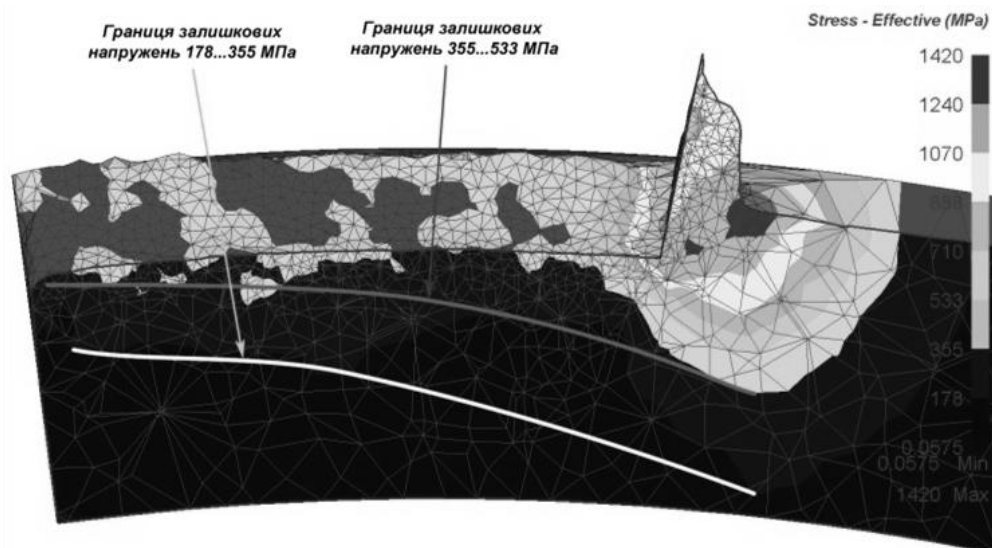 Границя залишкових
напружень 178...355 МПа
Границя залишкових
напружень 355...533 МПа
Stress - Effective (MPa)
1420
1240
1070
888
710
533
355
178
0.0575
0.0575 Min
1420 Max